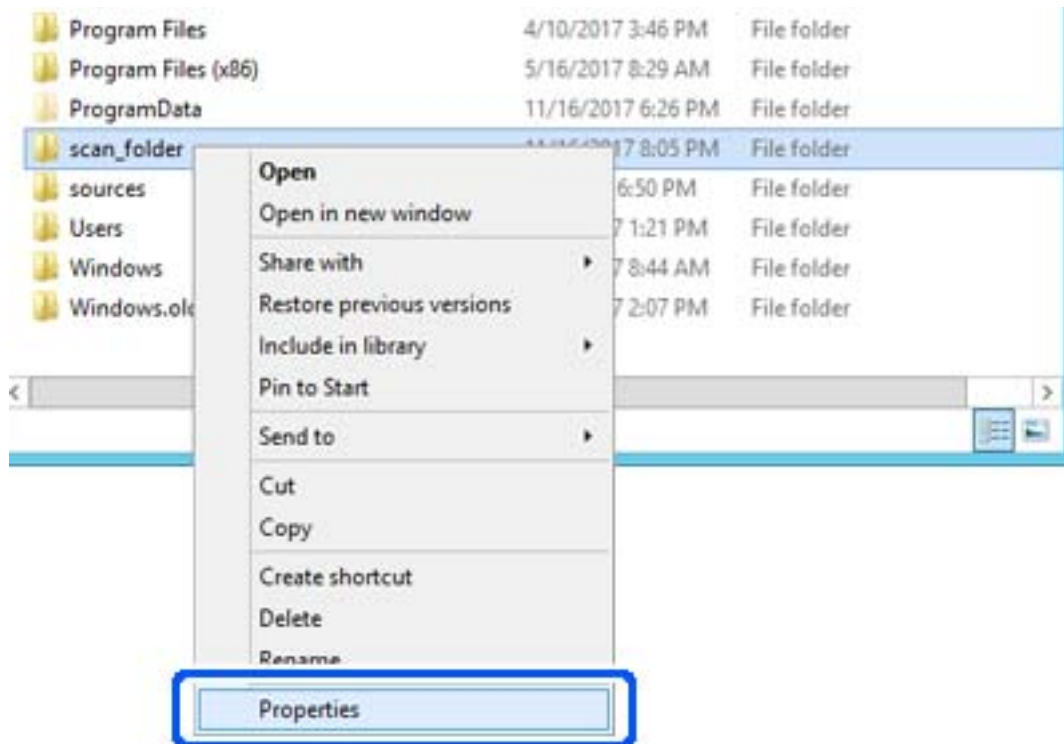 Program Files 4/10/2017 3:46 PM File folder
Program Files (x86) 5/16/2017 8:29 AM File folder
ProgramData 11/16/2017 6:26 PM File folder
scan_folder 8:05 PM File folder
sources 6:50 PM File folder
Users 1:21 PM File folder
Windows 8:44 AM File folder
Windows.old 2:07 PM File folder
Open
Open in new window
Share with
Restore previous versions
Include in library
Pin to Start
Send to
Cut
Copy
Create shortcut
Delete
Rename
Properties